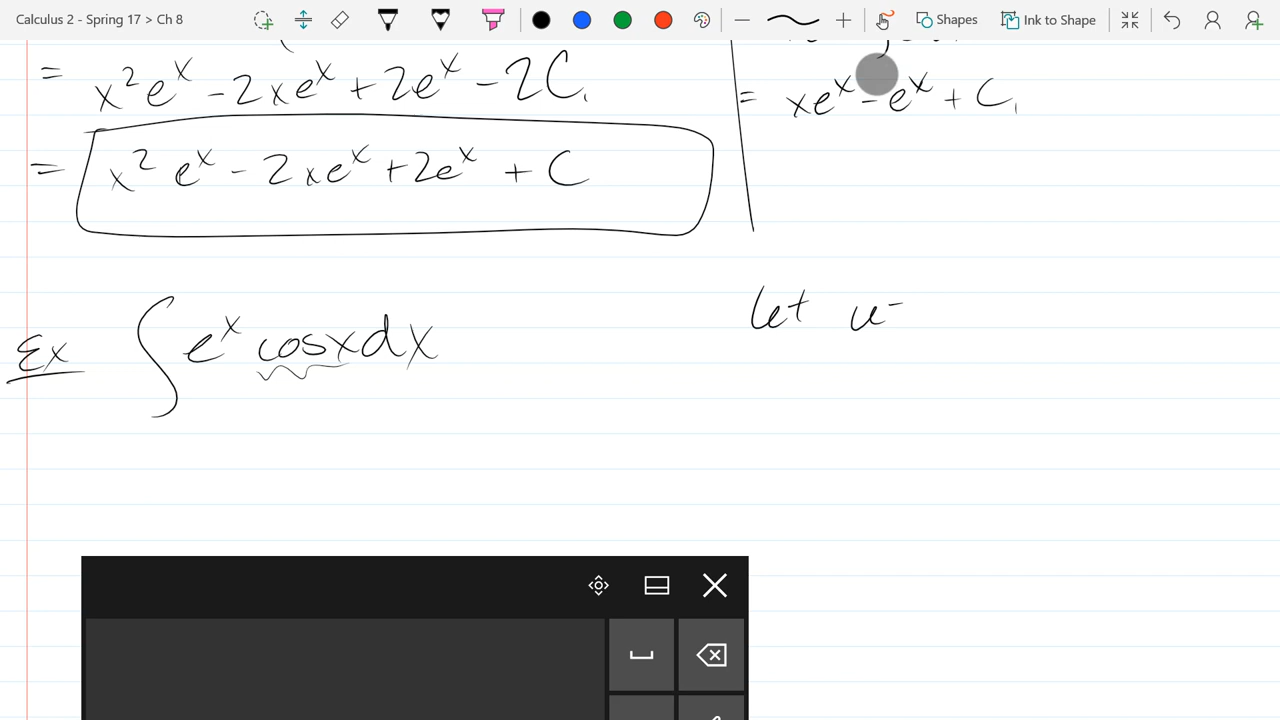 Calculus 2 - Spring 17 > Ch 8
Shapes
Ink to Shape
= x²eˣ - 2xeˣ + 2eˣ - 2C₁
= x²eˣ - 2xeˣ + 2eˣ + C
= xeˣ - eˣ + C₁
Ex ∫ eˣ cosx dx
let u=